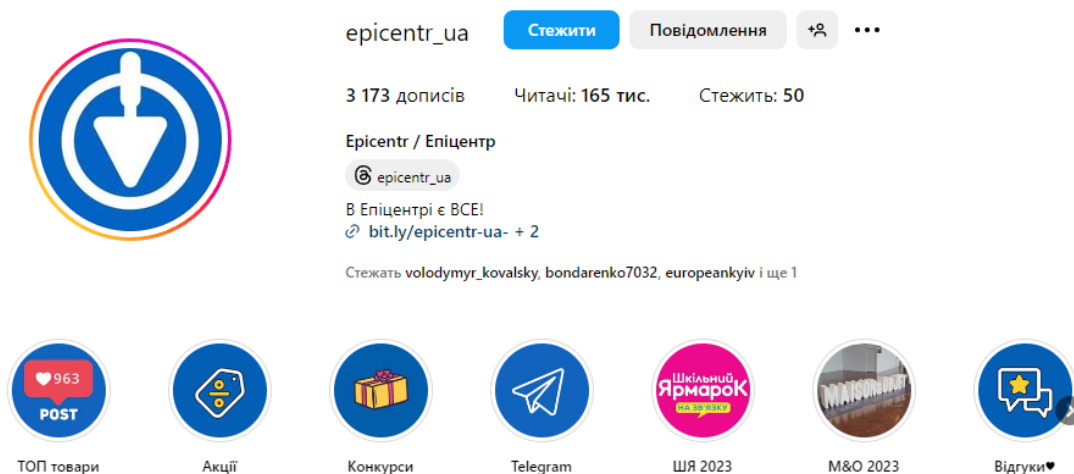 epicentr_ua Стежити Повідомлення
3 173 дописів Читачі: 165 тис. Стежить: 50
Epicentr / Епіцентр
epicentr_ua
В Епіцентрі є ВСЕ!
bit.ly/epicentr-ua- + 2
Стежать volodymyr_kovalsky, bondarenko7032, europeankyiv і ще 1
963
POST
Шкільний
ЯрмароК
НА ЗВ'ЯЗКУ
MAISON&OBJET
ТОП товари Акції Конкурси Telegram ШЯ 2023 M&O 2023 Відгуки♥